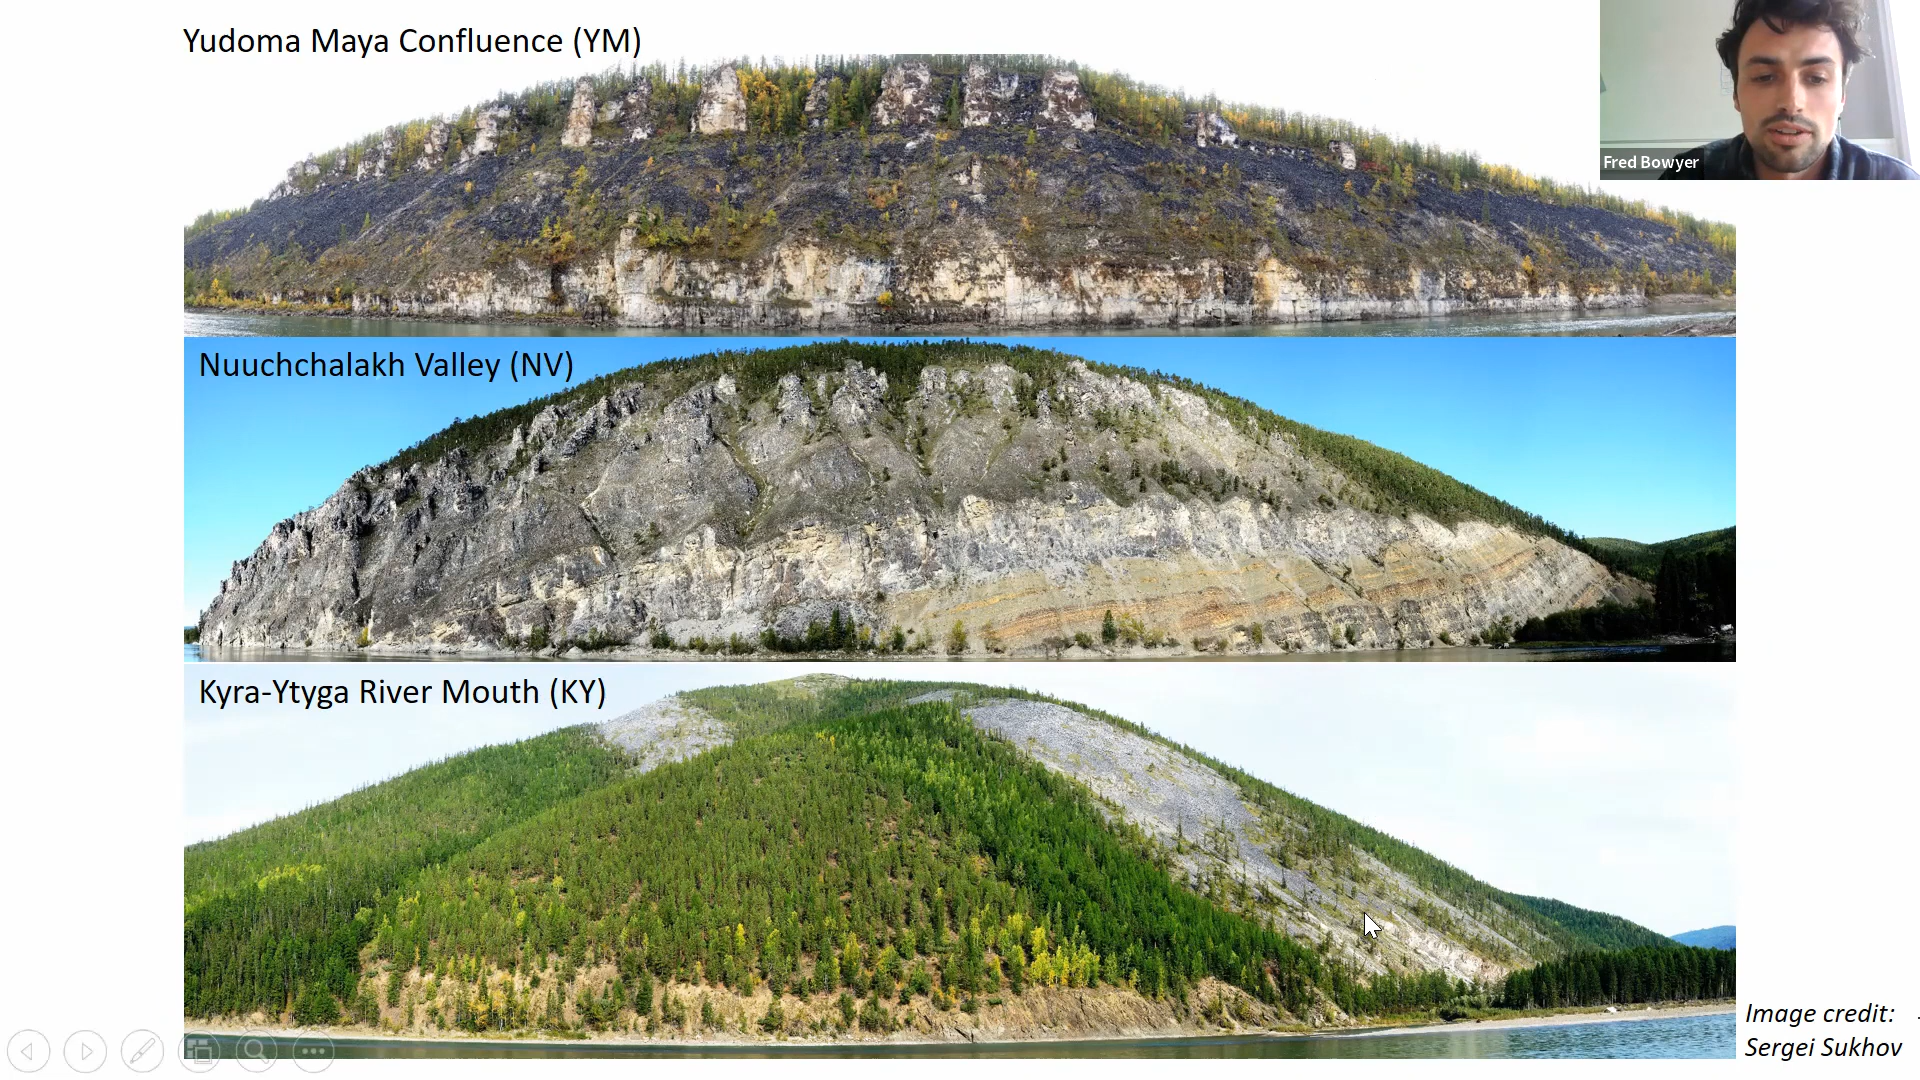 Yudoma Maya Confluence (YM)
Fred Bowyer
Nuuchchalakh Valley (NV)
Kyra-Ytyga River Mouth (KY)
Image credit:
Sergei Sukhov